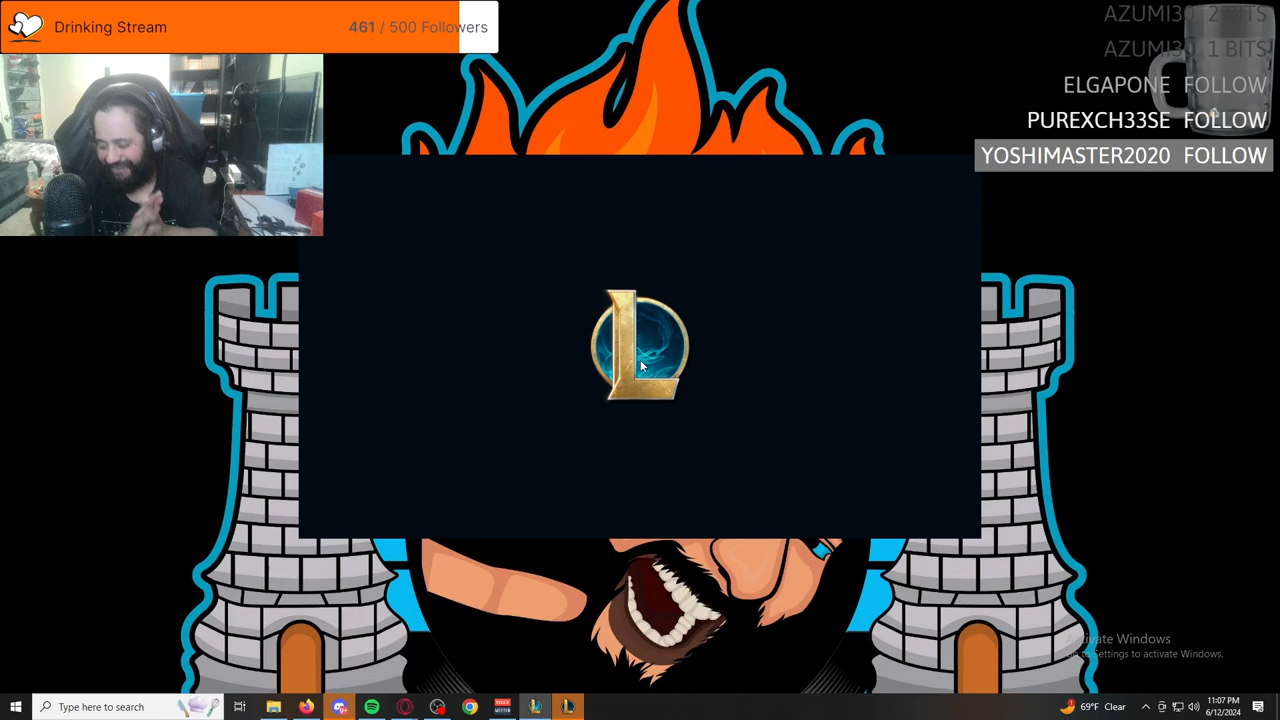 Drinking Stream
461 / 500 Followers
AZUMI30 2 BITS
AZUMI30 1 BITS
ELGAPONE FOLLOW
PUREXCH33SE FOLLOW
YOSHIMASTER2020 FOLLOW
L
Activate Windows
Go to Settings to activate Windows.
Type here to search
69°F Clear
11:07 PM
6/12/2024